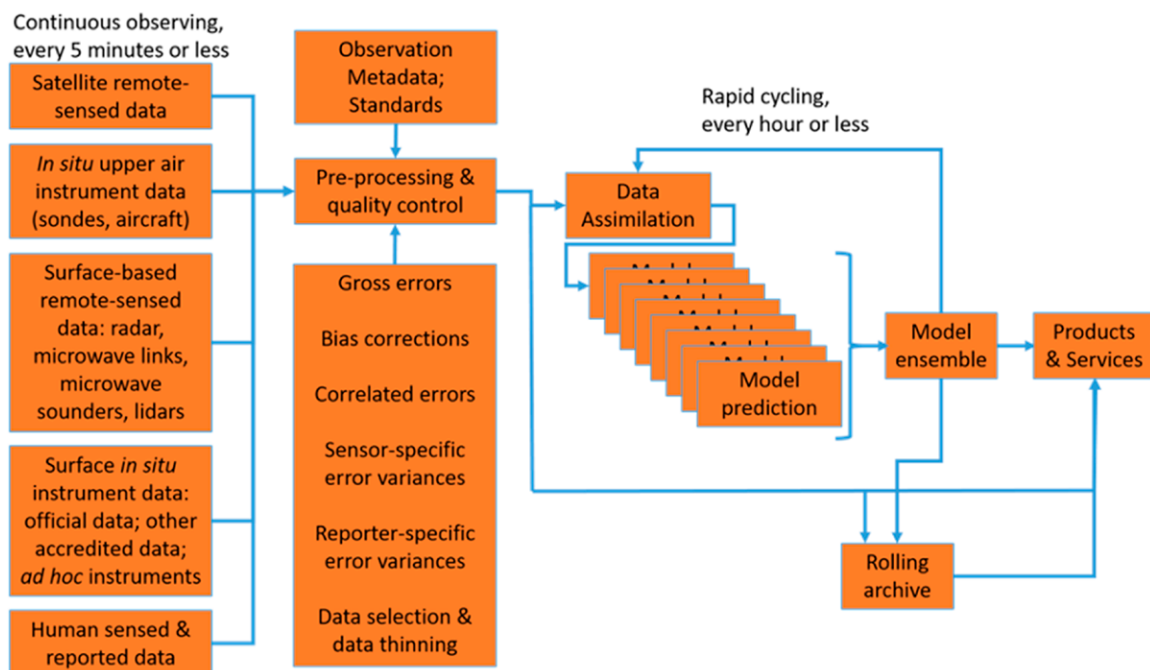 Continuous observing,
every 5 minutes or less
Satellite remote-
sensed data
In situ upper air
instrument data
(sondes, aircraft)
Surface-based
remote-sensed
data: radar,
microwave links,
microwave
sounders, lidars
Surface in situ
instrument data:
official data; other
accredited data;
ad hoc instruments
Human sensed &
reported data
Observation
Metadata;
Standards
Pre-processing &
quality control
Gross errors
Bias corrections
Correlated errors
Sensor-specific
error variances
Reporter-specific
error variances
Data selection &
data thinning
Rapid cycling,
every hour or less
Data
Assimilation
Model
prediction
Model
ensemble
Products
& Services
Rolling
archive